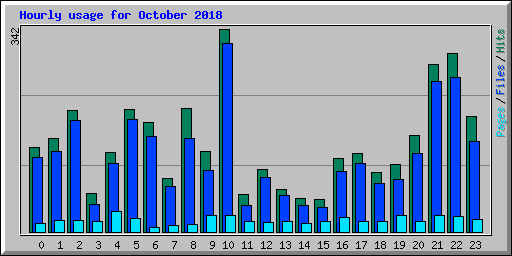 Hourly usage for October 2018
342
Pages/Files/Hits
0 1 2 3 4 5 6 7 8 9 10 11 12 13 14 15 16 17 18 19 20 21 22 23